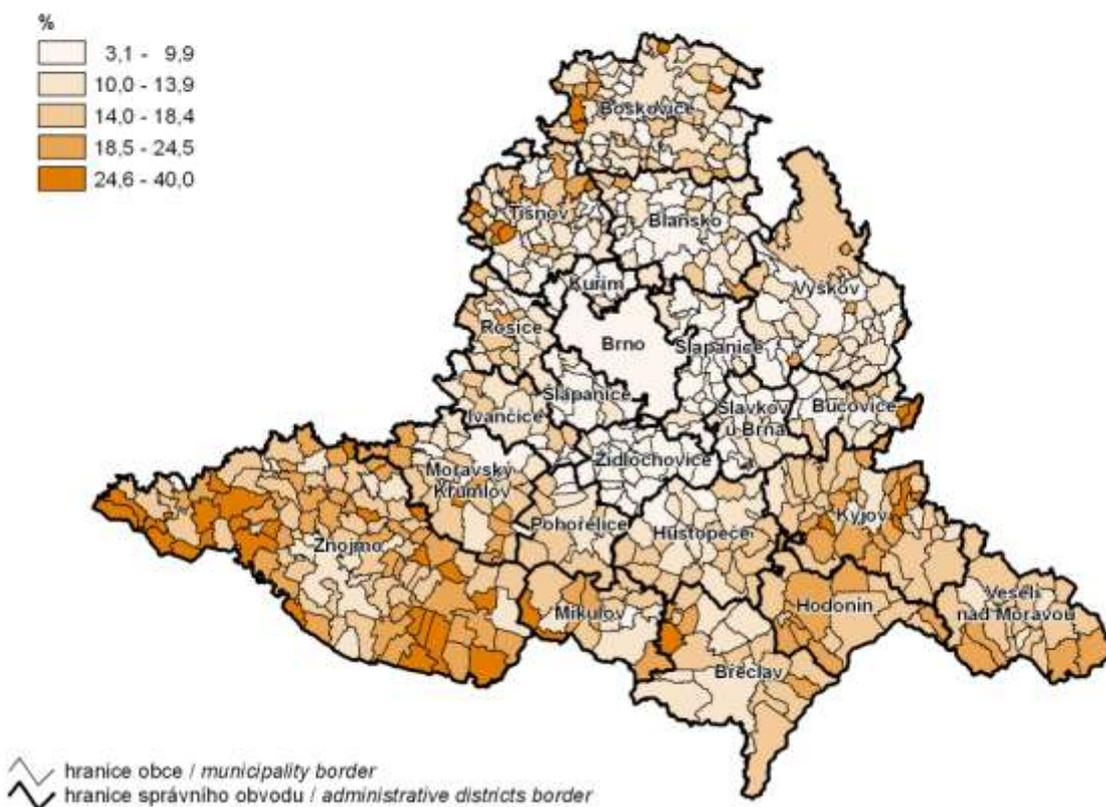 %
3,1 - 9,9
10,0 - 13,9
14,0 - 18,4
18,5 - 24,5
24,6 - 40,0
Boskovice
Tišnov
Blansko
Vyškov
Kuřim
Rosice
Brno
Šlapanice
Šlapanice
Ivančice
Slavkov
u Brna
Bučovice
Moravský
Krumlov
Židlochovice
Pohořelice
Hustopeče
Kyjov
Znojmo
Mikulov
Hodonín
Veselí
nad Moravou
Břeclav
hranice obce / municipality border
hranice správního obvodu / administrative districts border